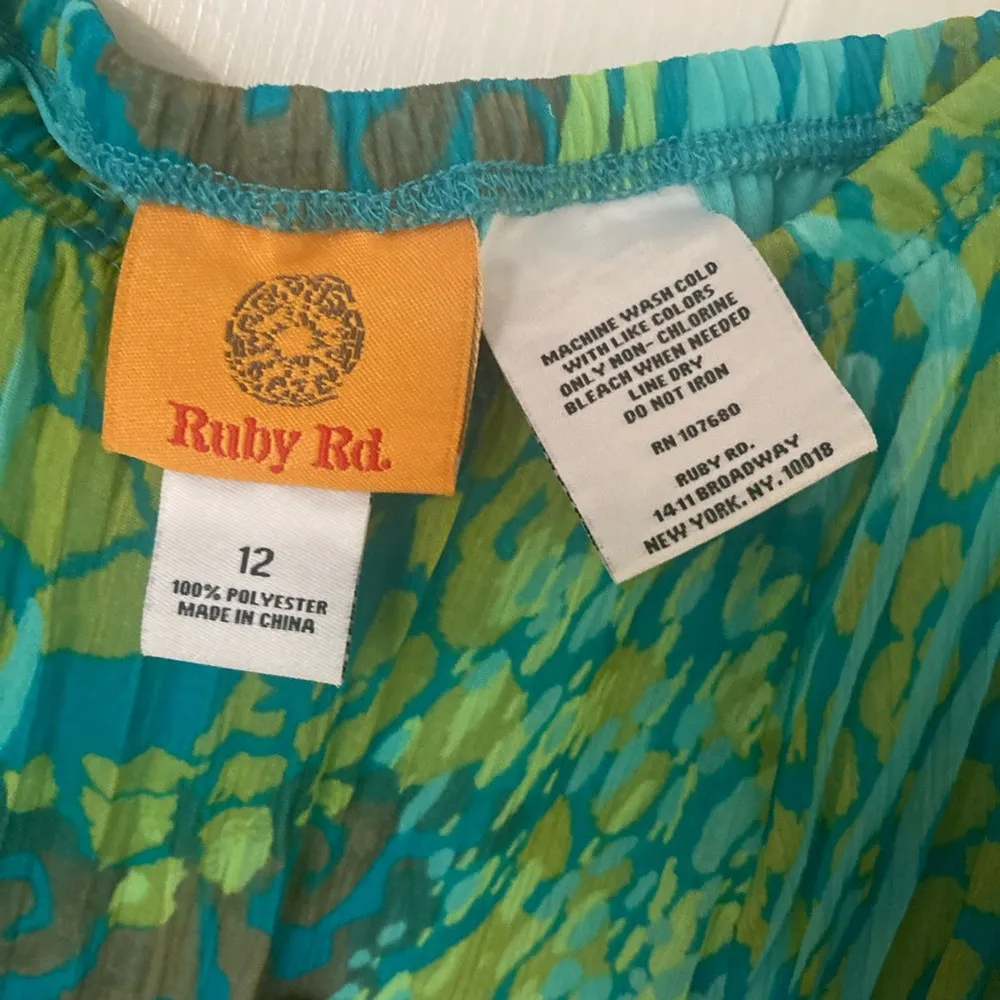 Ruby Rd.
12
100% POLYESTER
MADE IN CHINA
MACHINE WASH COLD
WITH LIKE COLORS
ONLY NON- CHLORINE
BLEACH WHEN NEEDED
LINE DRY
DO NOT IRON
RN 107680
RUBY RD.
1411 BROADWAY
NEW YORK, NY, 10018